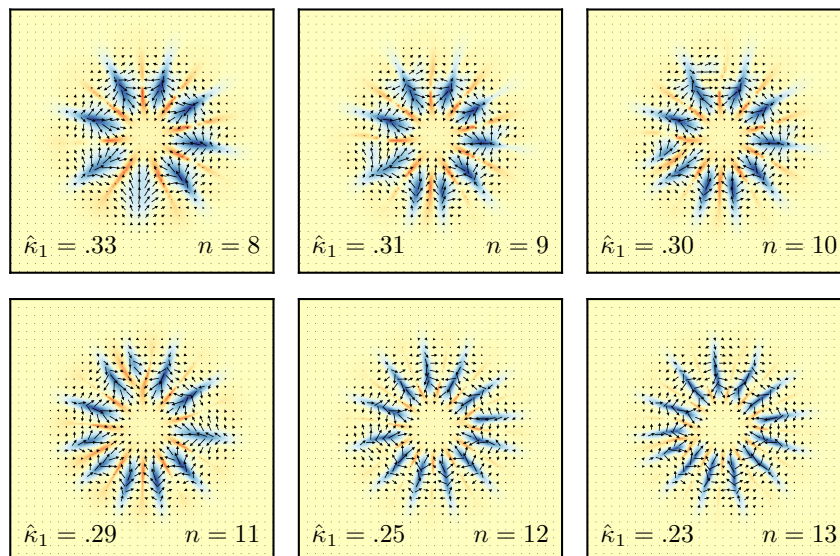 κ̂₁ = .33 n = 8
κ̂₁ = .31 n = 9
κ̂₁ = .30 n = 10
κ̂₁ = .29 n = 11
κ̂₁ = .25 n = 12
κ̂₁ = .23 n = 13